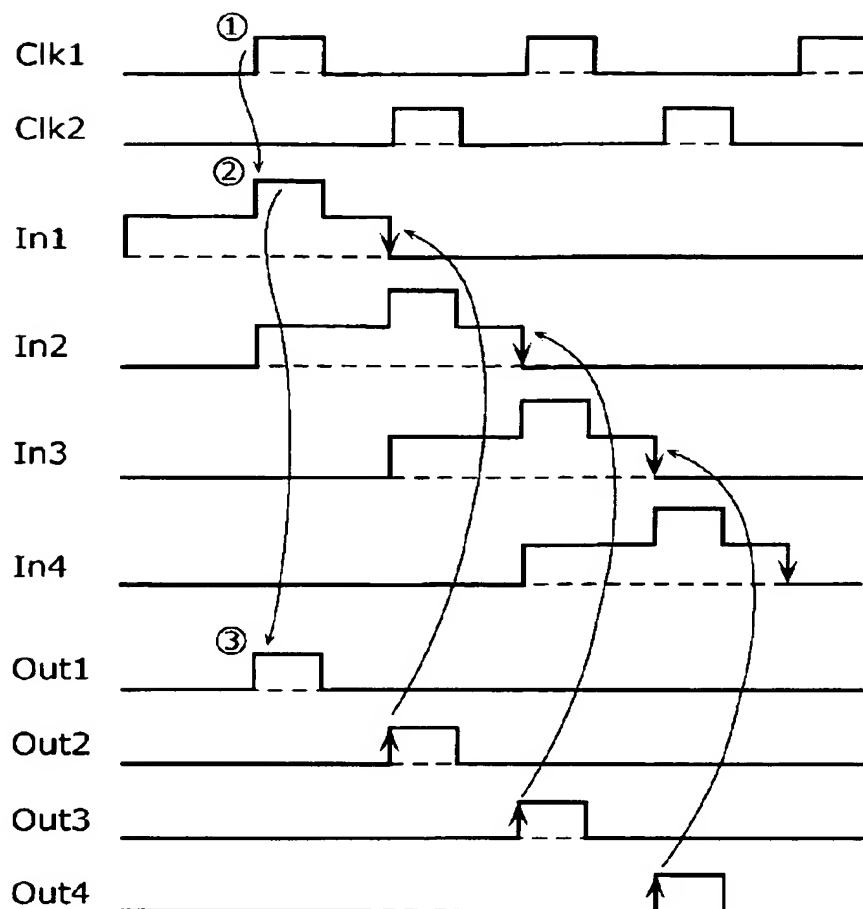 ①
Clk1
Clk2
②
In1
In2
In3
In4
③
Out1
Out2
Out3
Out4